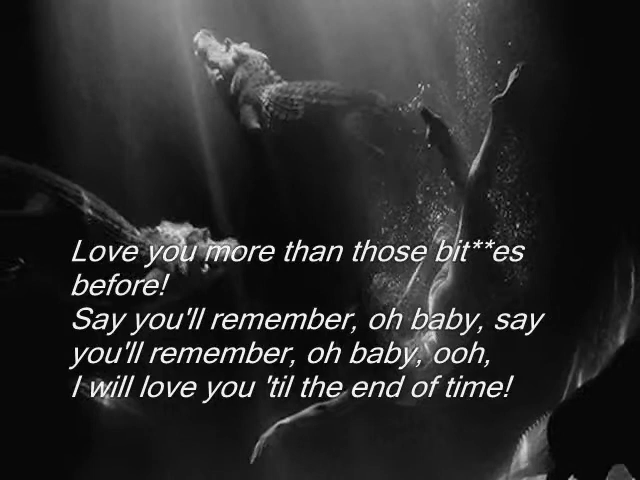 Love you more than those bit**es
before!
Say you'll remember, oh baby, say
you'll remember, oh baby, ooh,
I will love you 'til the end of time!